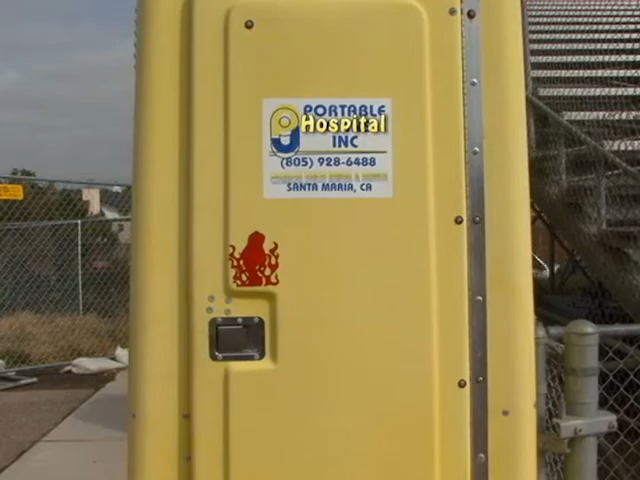 PORTABLE
Hospital
INC
(805) 928-6488
SANTA MARIA, CA